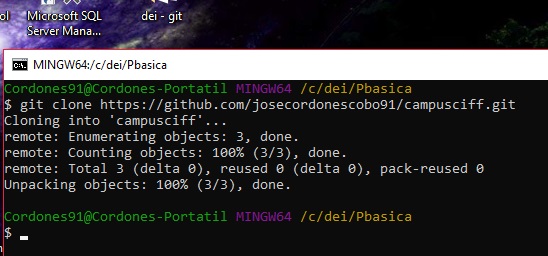 ol Microsoft SQL dei - git
Server Mana...
MINGW64:/c/dei/Pbasica
Cordones91@Cordones-Portatil MINGW64 /c/dei/Pbasica
$ git clone https://github.com/josecordonescobo91/campusciff.git
Cloning into 'campusciff'...
remote: Enumerating objects: 3, done.
remote: Counting objects: 100% (3/3), done.
remote: Total 3 (delta 0), reused 0 (delta 0), pack-reused 0
Unpacking objects: 100% (3/3), done.
Cordones91@Cordones-Portatil MINGW64 /c/dei/Pbasica
$